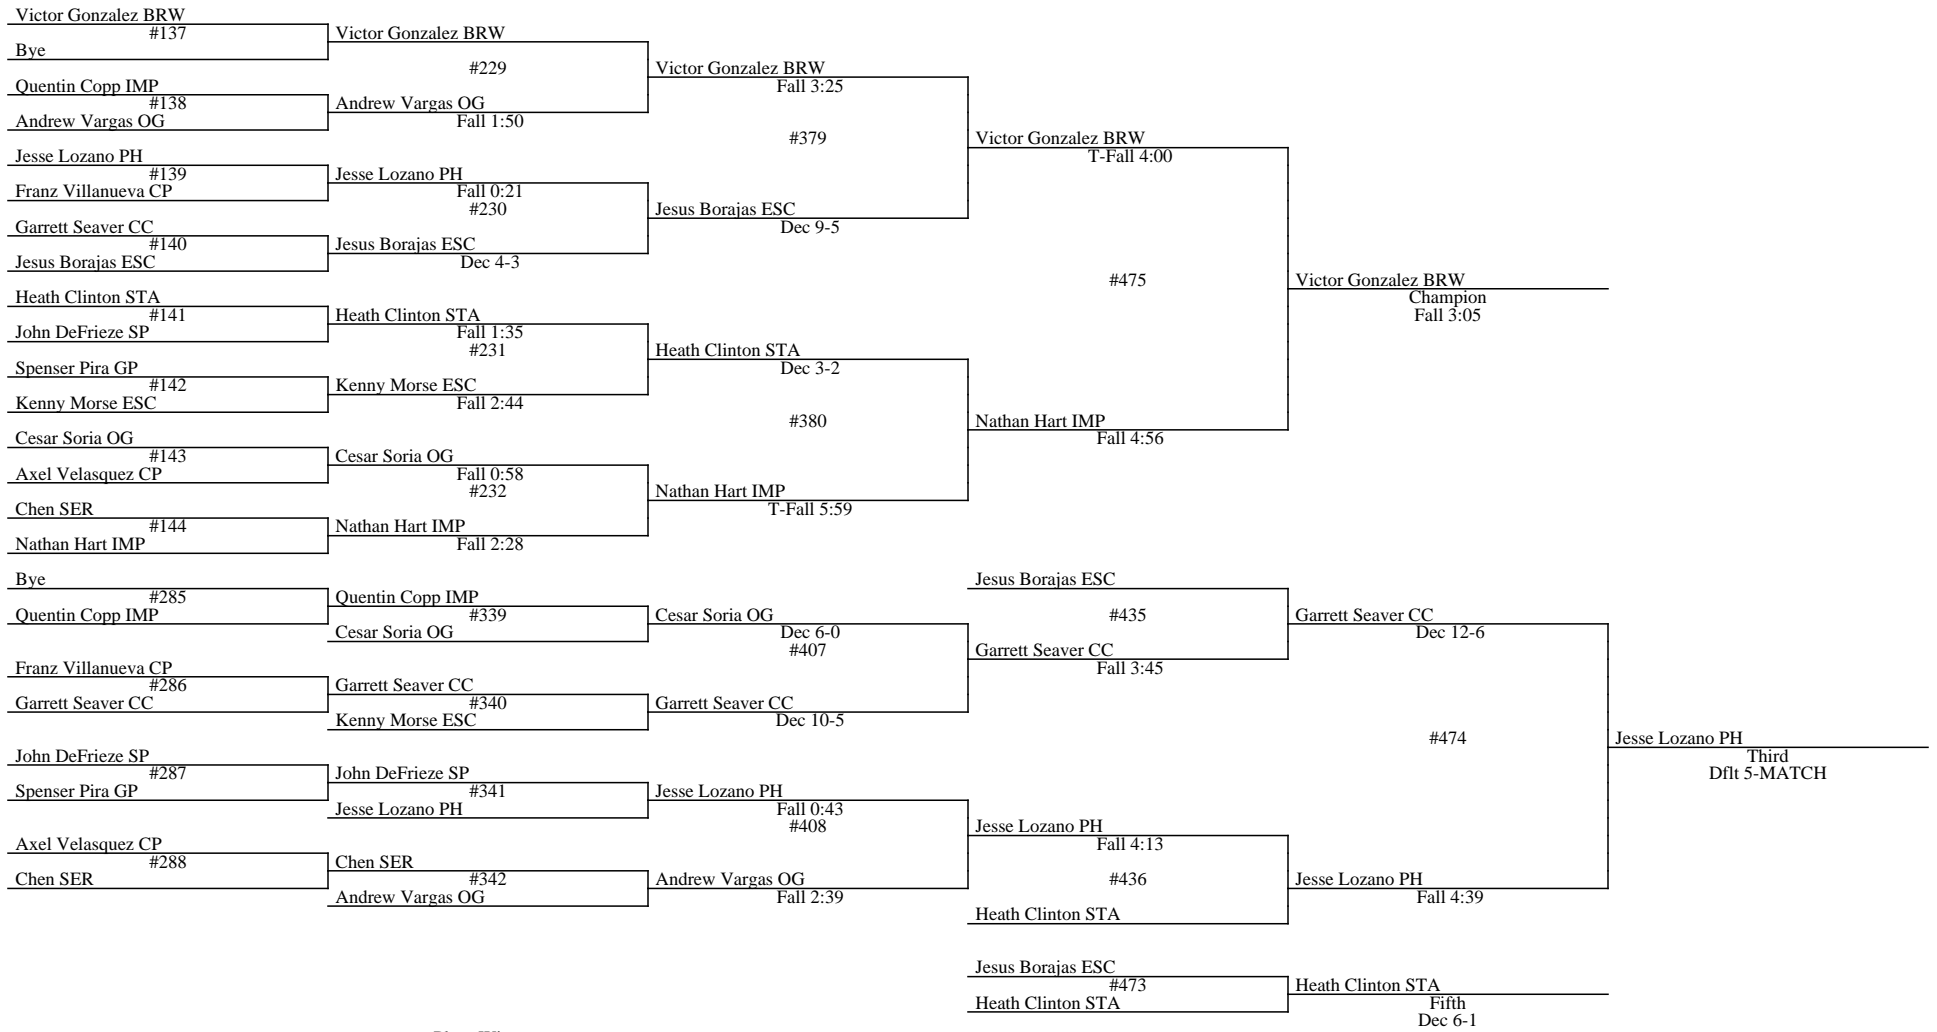 Victor Gonzalez BRW
#137
Bye
Victor Gonzalez BRW
#229
Quentin Copp IMP
#138
Andrew Vargas OG
Andrew Vargas OG
Fall 1:50
Victor Gonzalez BRW
Fall 3:25
#379
Jesse Lozano PH
#139
Franz Villanueva CP
Jesse Lozano PH
Fall 0:21
#230
Garrett Seaver CC
#140
Jesus Borajas ESC
Jesus Borajas ESC
Dec 4-3
Jesus Borajas ESC
Dec 9-5
Victor Gonzalez BRW
T-Fall 4:00
#475
Heath Clinton STA
#141
John DeFrieze SP
Heath Clinton STA
Fall 1:35
#231
Spenser Pira GP
#142
Kenny Morse ESC
Kenny Morse ESC
Fall 2:44
Heath Clinton STA
Dec 3-2
#380
Cesar Soria OG
#143
Axel Velasquez CP
Cesar Soria OG
Fall 0:58
#232
Chen SER
#144
Nathan Hart IMP
Nathan Hart IMP
Fall 2:28
Nathan Hart IMP
T-Fall 5:59
Nathan Hart IMP
Fall 4:56
Victor Gonzalez BRW
Champion
Fall 3:05
Bye
#285
Quentin Copp IMP
Quentin Copp IMP
#339
Cesar Soria OG
Cesar Soria OG
Dec 6-0
#407
Franz Villanueva CP
#286
Garrett Seaver CC
Garrett Seaver CC
#340
Kenny Morse ESC
Garrett Seaver CC
Dec 10-5
Jesus Borajas ESC
#435
Garrett Seaver CC
Fall 3:45
Garrett Seaver CC
Dec 12-6
#474
John DeFrieze SP
#287
Spenser Pira GP
John DeFrieze SP
#341
Jesse Lozano PH
Jesse Lozano PH
Fall 0:43
#408
Axel Velasquez CP
#288
Chen SER
Chen SER
#342
Andrew Vargas OG
Andrew Vargas OG
Fall 2:39
Jesse Lozano PH
Fall 4:13
#436
Heath Clinton STA
Jesse Lozano PH
Fall 4:39
Jesse Lozano PH
Third
Dflt 5-MATCH
Jesus Borajas ESC
#473
Heath Clinton STA
Heath Clinton STA
Fifth
Dec 6-1